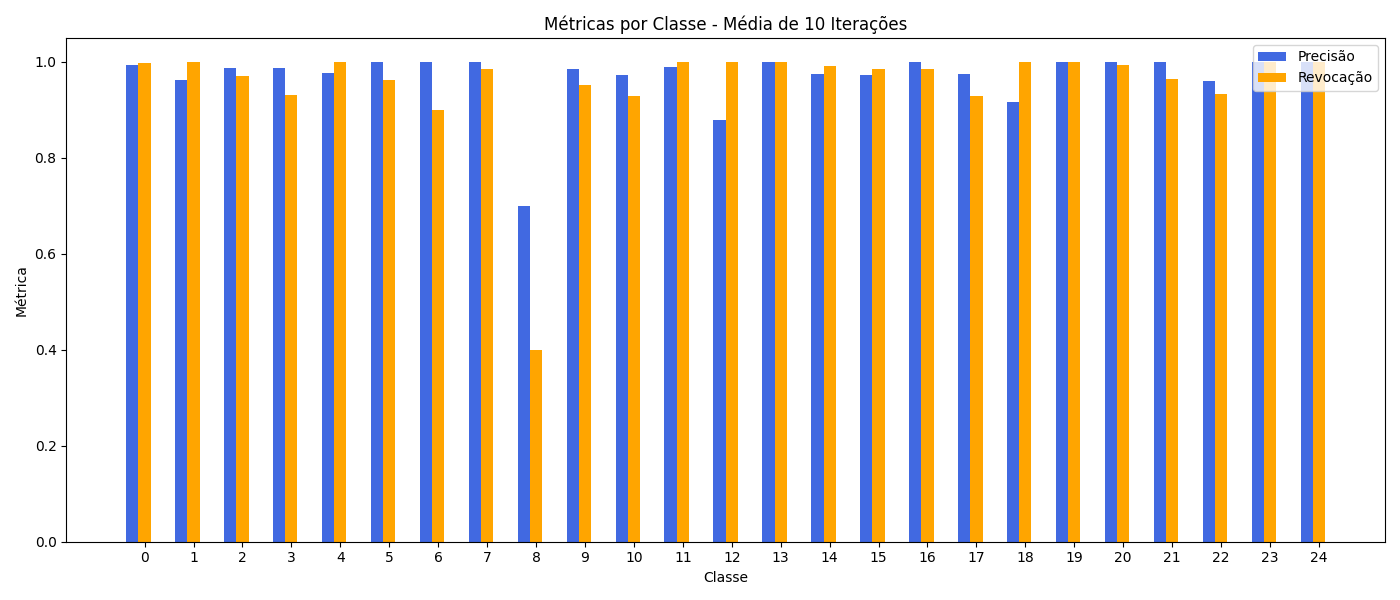 Métricas por Classe - Média de 10 Iterações
Precisão
Revocação
Métrica
1.0
0.8
0.6
0.4
0.2
0.0
0 1 2 3 4 5 6 7 8 9 10 11 12 13 14 15 16 17 18 19 20 21 22 23 24
Classe